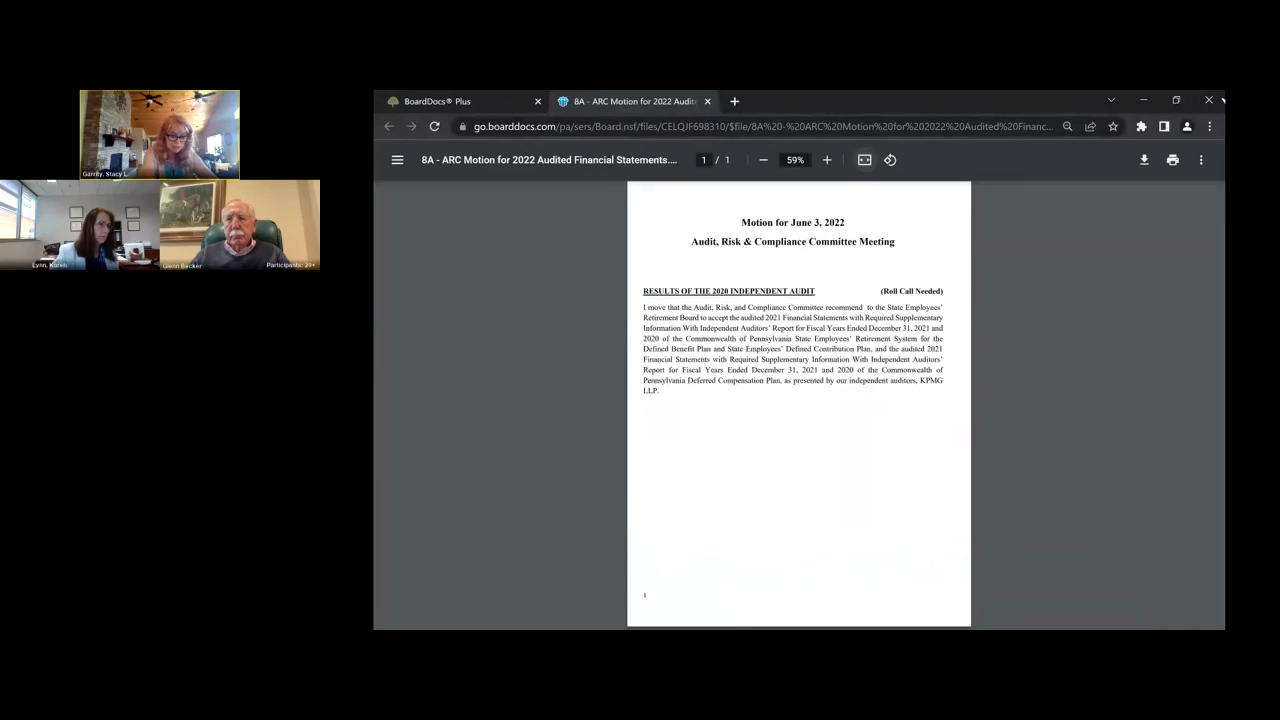 Garrity, Stacy L.
Lynn, Karen
Glenn Becker
Participants: 29+
BoardDocs® Plus
8A - ARC Motion for 2022 Audite
go.boarddocs.com/pa/sers/Board.nsf/files/CELQJF698310/$file/8A%20-%20ARC%20Motion%20for%202022%20Audited%20Financ...
8A - ARC Motion for 2022 Audited Financial Statements....
1 / 1
59%
Motion for June 3, 2022
Audit, Risk & Compliance Committee Meeting
RESULTS OF THE 2020 INDEPENDENT AUDIT (Roll Call Needed)
I move that the Audit, Risk, and Compliance Committee recommend to the State Employees'
Retirement Board to accept the audited 2021 Financial Statements with Required Supplementary
Information With Independent Auditors' Report for Fiscal Years Ended December 31, 2021 and
2020 of the Commonwealth of Pennsylvania State Employees' Retirement System for the
Defined Benefit Plan and State Employees' Defined Contribution Plan, and the audited 2021
Financial Statements with Required Supplementary Information With Independent Auditors'
Report for Fiscal Years Ended December 31, 2021 and 2020 of the Commonwealth of
Pennsylvania Deferred Compensation Plan, as presented by our independent auditors, KPMG
LLP.
1